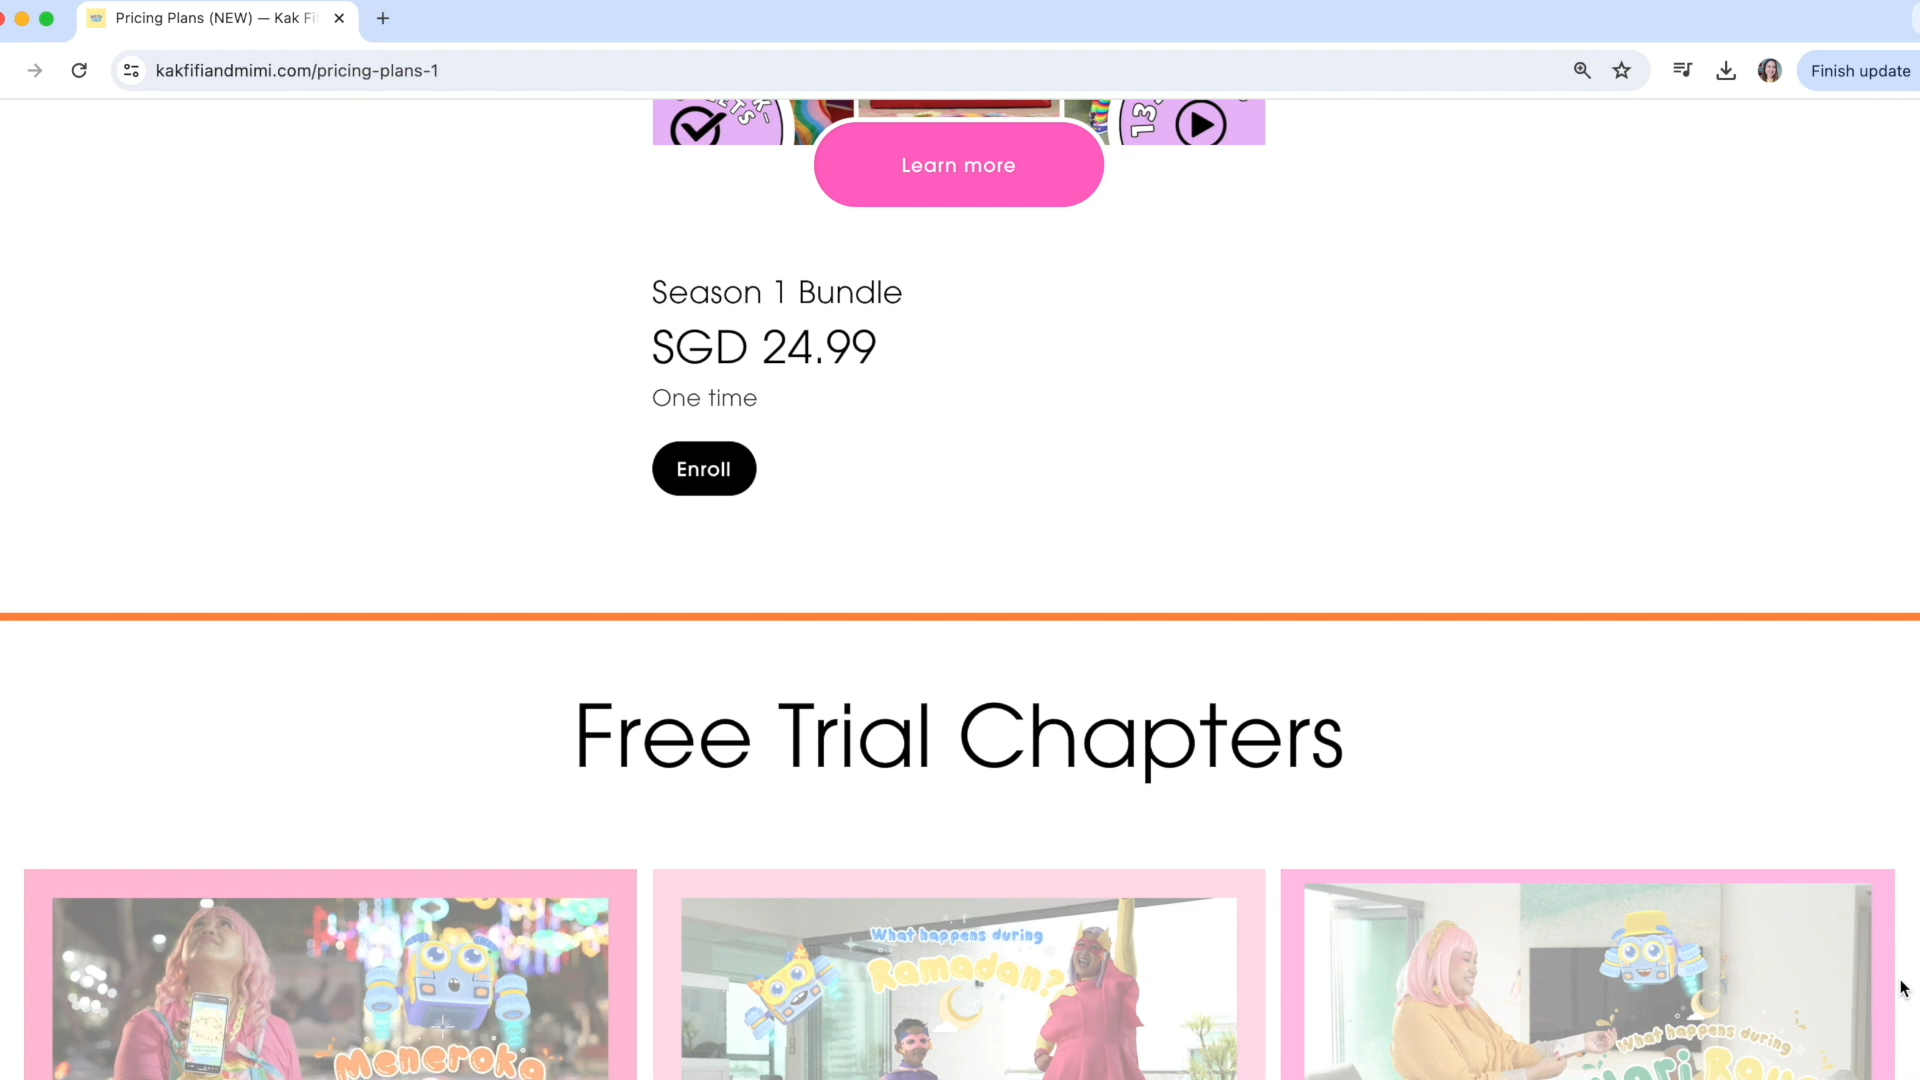 Pricing Plans (NEW) — Kak Fi
kakfifiandmimi.com/pricing-plans-1
Finish update
Learn more
Season 1 Bundle
SGD 24.99
One time
Enroll
Free Trial Chapters
Meneroka
What happens during
Ramadan?
What happens during